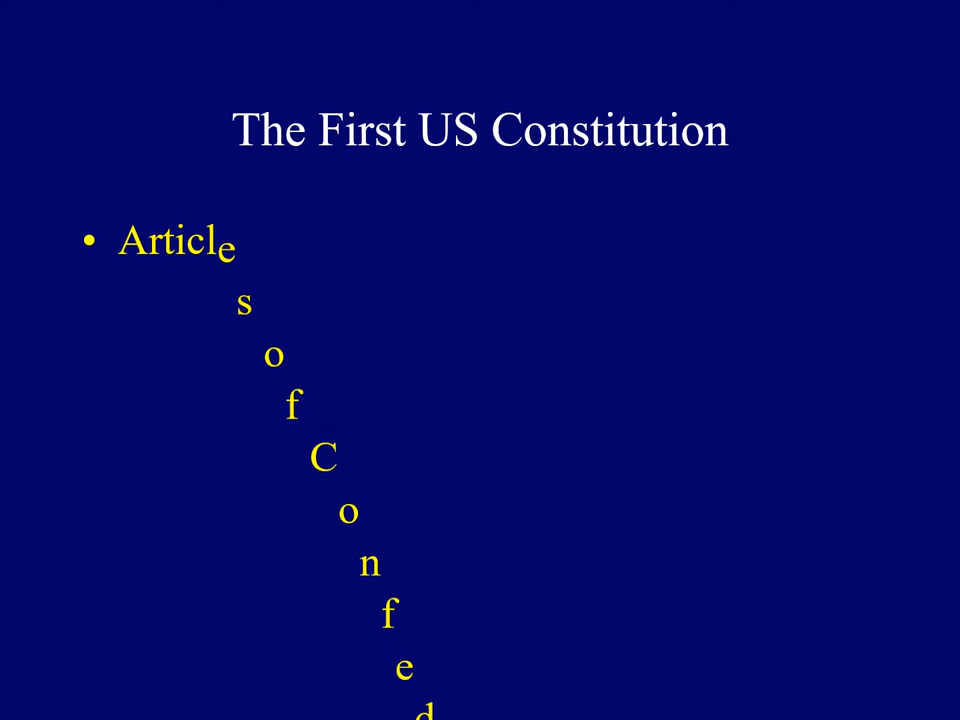 The First US Constitution
• Article
s
o
f
C
o
n
f
e
d